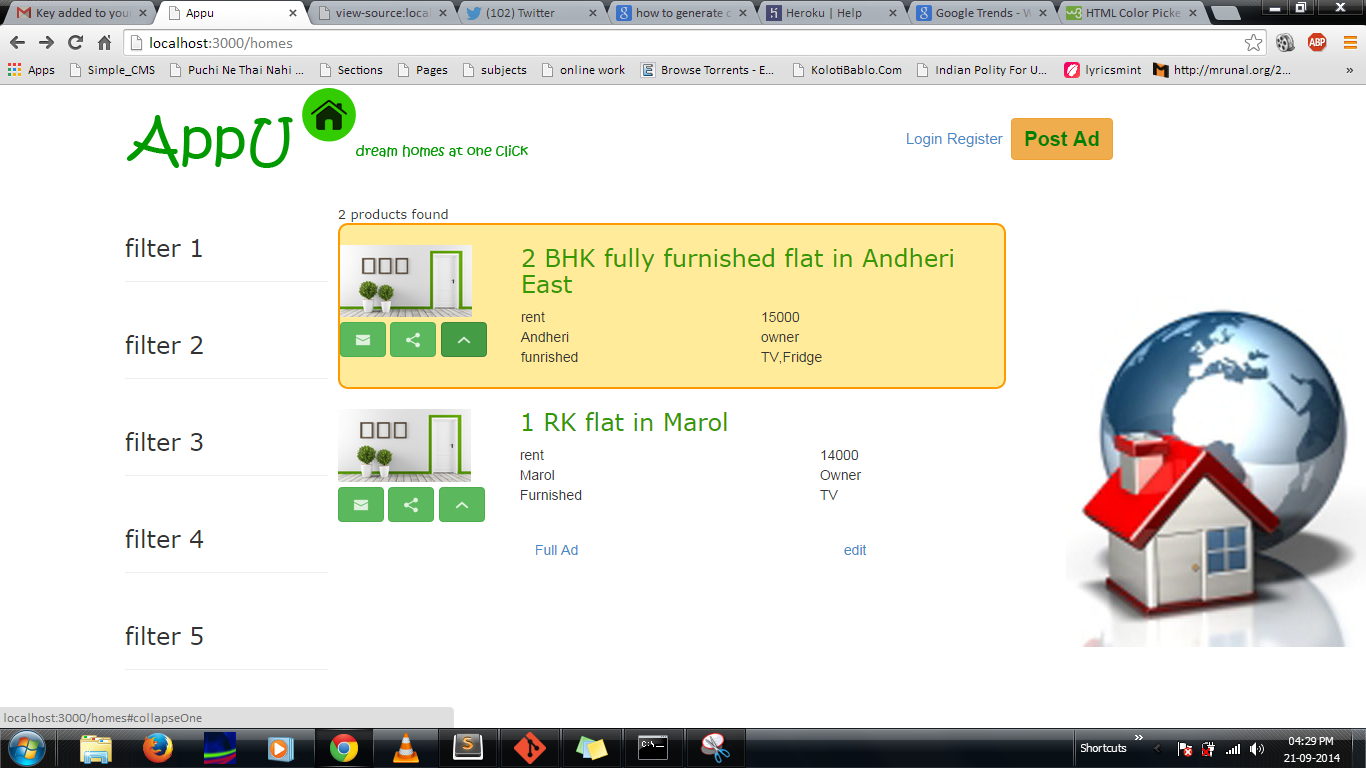 Key added to your
Appu
view-source:local
(102) Twitter
how to generate c
Heroku | Help
Google Trends - W
HTML Color Picke
localhost:3000/homes
ABP
Apps
Simple_CMS
Puchi Ne Thai Nahi ...
Sections
Pages
subjects
online work
Browse Torrents - E...
KolotiBablo.Com
Indian Polity For U...
lyricsmint
http://mrunal.org/2...
»
AppU
dream homes at one click
Login Register
Post Ad
2 products found
filter 1
filter 2
filter 3
filter 4
filter 5
2 BHK fully furnished flat in Andheri
East
rent 15000
Andheri owner
funrished TV,Fridge
1 RK flat in Marol
rent 14000
Marol Owner
Furnished TV
Full Ad edit
localhost:3000/homes#collapseOne
C:\_
Shortcuts
»
04:29 PM
21-09-2014